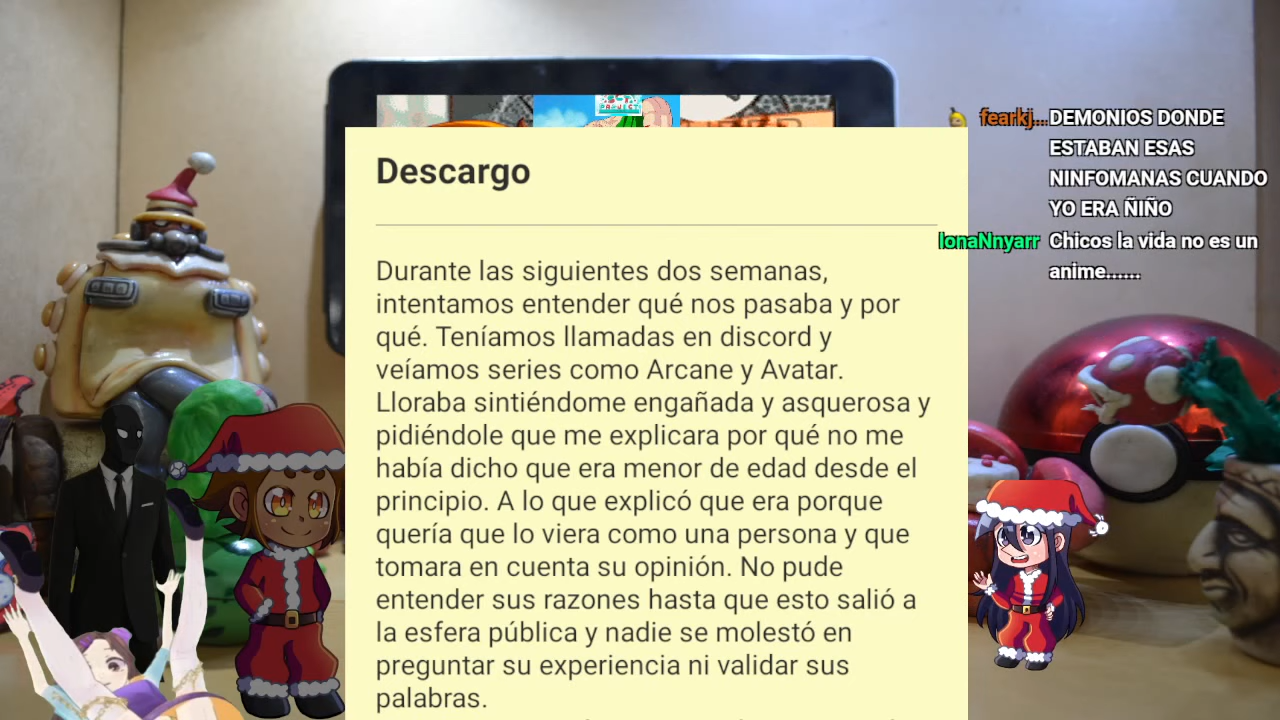 Descargo
Durante las siguientes dos semanas,
intentamos entender qué nos pasaba y por
qué. Teníamos llamadas en discord y
veíamos series como Arcane y Avatar.
Lloraba sintiéndome engañada y asquerosa y
pidiéndole que me explicara por qué no me
había dicho que era menor de edad desde el
principio. A lo que explicó que era porque
quería que lo viera como una persona y que
tomara en cuenta su opinión. No pude
entender sus razones hasta que esto salió a
la esfera pública y nadie se molestó en
preguntar su experiencia ni validar sus
palabras.
fearkj... DEMONIOS DONDE
ESTABAN ESAS
NINFOMANAS CUANDO
YO ERA ÑIÑO
IonaNnyarr Chicos la vida no es un
anime......
PROJECT